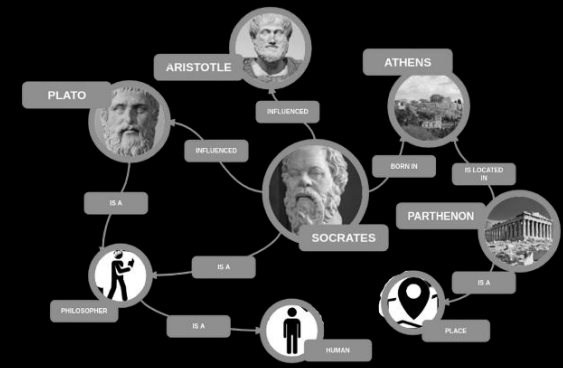 ARISTOTLE
ATHENS
PLATO
INFLUENCED
INFLUENCED
BORN IN
IS LOCATED
IN
IS A
PARTHENON
SOCRATES
IS A
IS A
PHILOSOPHER
IS A
PLACE
HUMAN